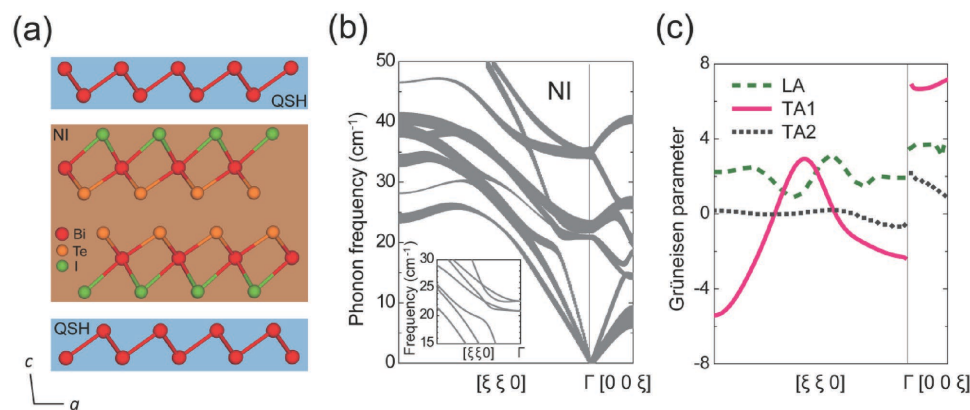 (a)
QSH
NI
Bi
Te
I
QSH
c
a
(b)
Phonon frequency (cm⁻¹)
50
40
30
20
10
0
NI
Frequency (cm⁻¹)
30
25
20
15
[ξξ0]
Γ
[ξ ξ 0]
Γ [0 0 ξ]
(c)
Grüneisen parameter
8
4
0
-4
-8
LA
TA1
TA2
[ξ ξ 0]
Γ [0 0 ξ]